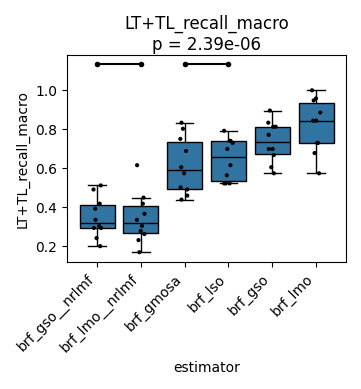 LT+TL_recall_macro
p = 2.39e-06
LT+TL_recall_macro
1.0
0.8
0.6
0.4
0.2
brf_gso__nrlmf
brf_lmo__nrlmf
brf_gmosa
brf_lso
brf_gso
brf_lmo
estimator